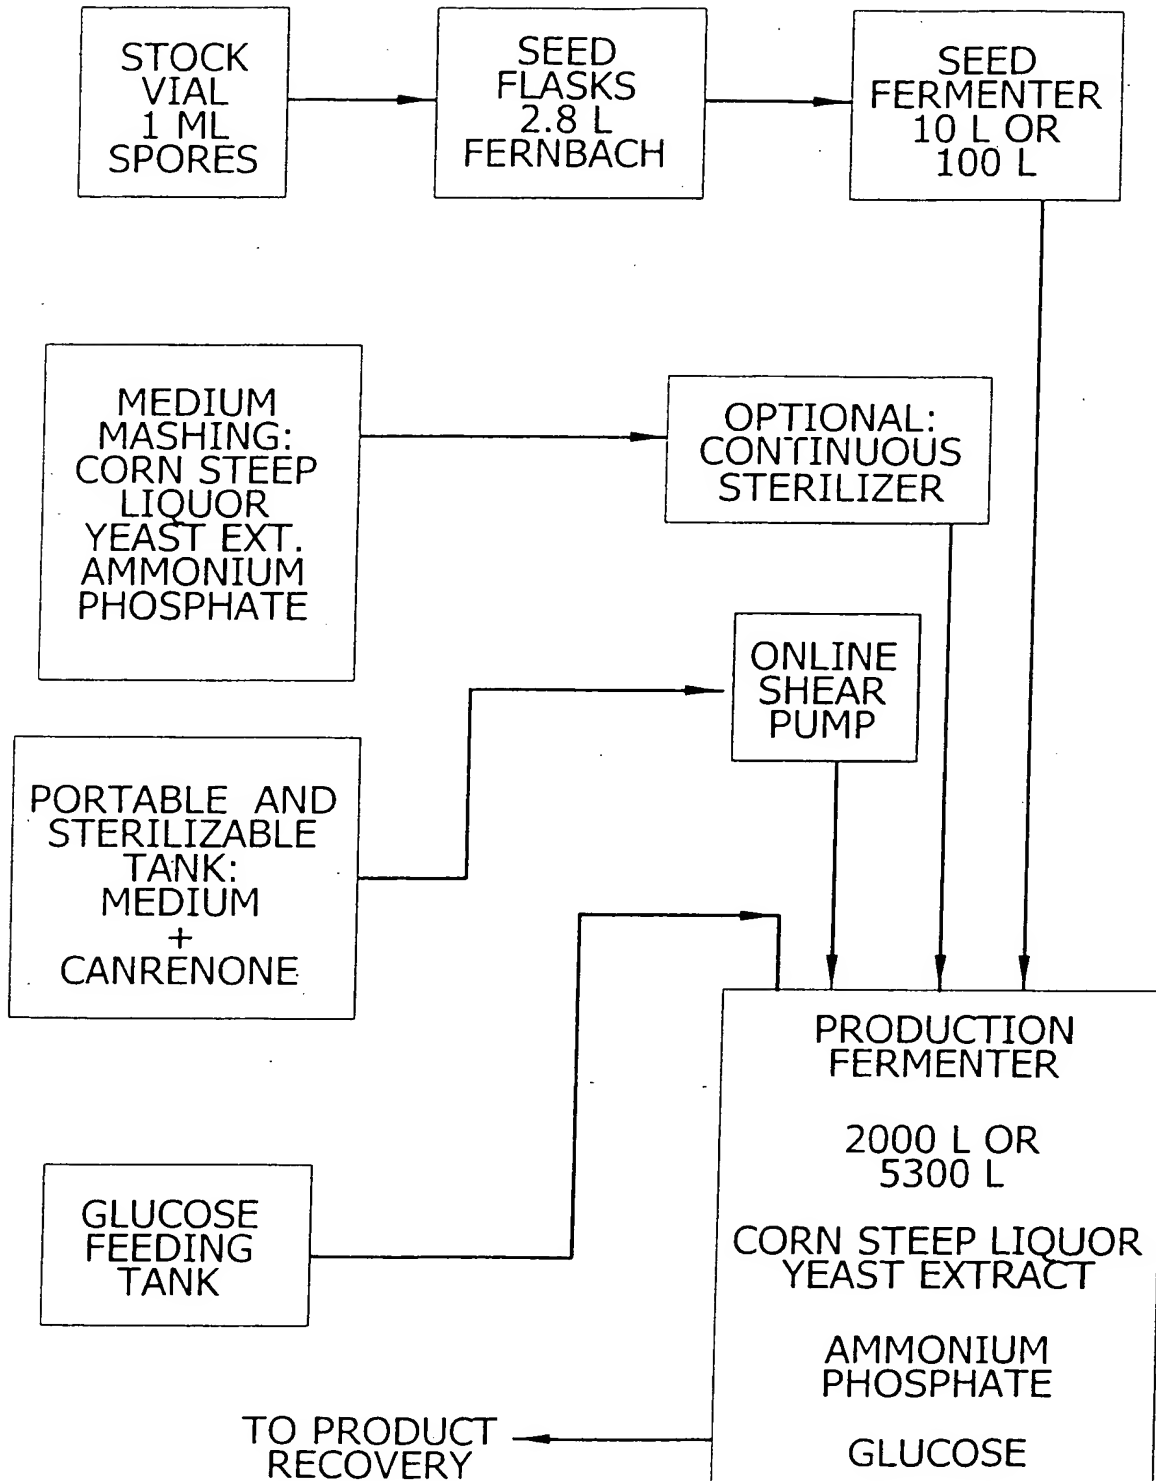 STOCK
VIAL
1 ML
SPORES
SEED
FLASKS
2.8 L
FERNBACH
SEED
FERMENTER
10 L OR
100 L
MEDIUM
MASHING:
CORN STEEP
LIQUOR
YEAST EXT.
AMMONIUM
PHOSPHATE
OPTIONAL:
CONTINUOUS
STERILIZER
ONLINE
SHEAR
PUMP
PORTABLE AND
STERILIZABLE
TANK:
MEDIUM
+
CANRENONE
GLUCOSE
FEEDING
TANK
PRODUCTION
FERMENTER
2000 L OR
5300 L
CORN STEEP LIQUOR
YEAST EXTRACT
AMMONIUM
PHOSPHATE
GLUCOSE
TO PRODUCT
RECOVERY